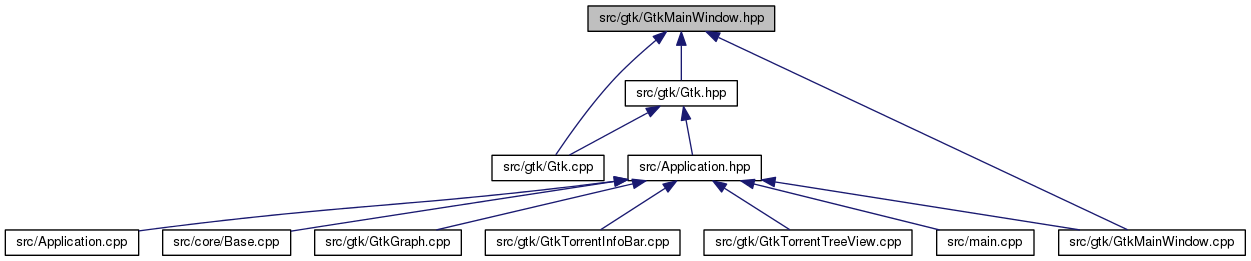 src/gtk/GtkMainWindow.hpp
src/gtk/Gtk.hpp
src/gtk/Gtk.cpp
src/Application.hpp
src/Application.cpp
src/core/Base.cpp
src/gtk/GtkGraph.cpp
src/gtk/GtkTorrentInfoBar.cpp
src/gtk/GtkTorrentTreeView.cpp
src/main.cpp
src/gtk/GtkMainWindow.cpp